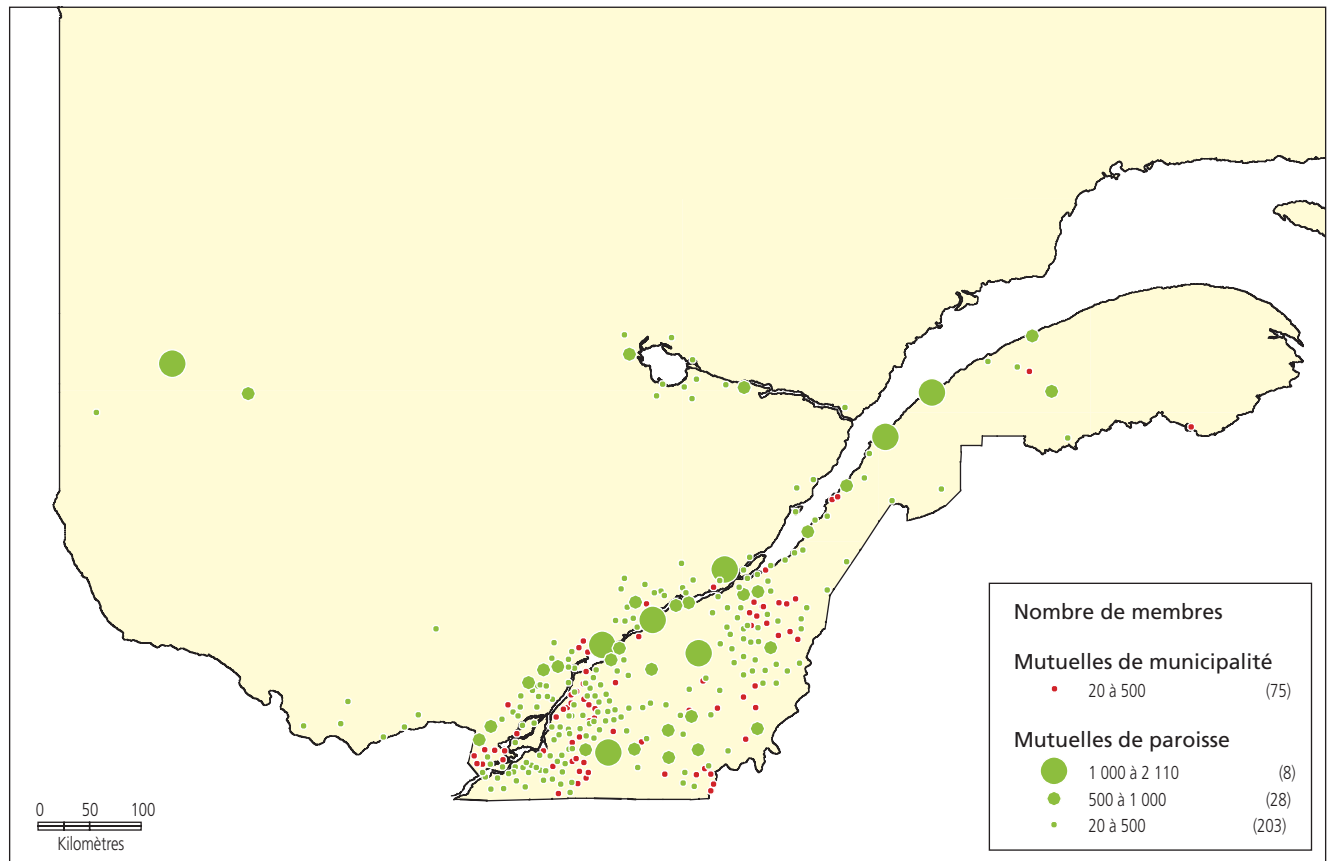 Nombre de membres
Mutuelles de municipalité
20 à 500 (75)
Mutuelles de paroisse
1 000 à 2 110 (8)
500 à 1 000 (28)
20 à 500 (203)
0 50 100
Kilomètres